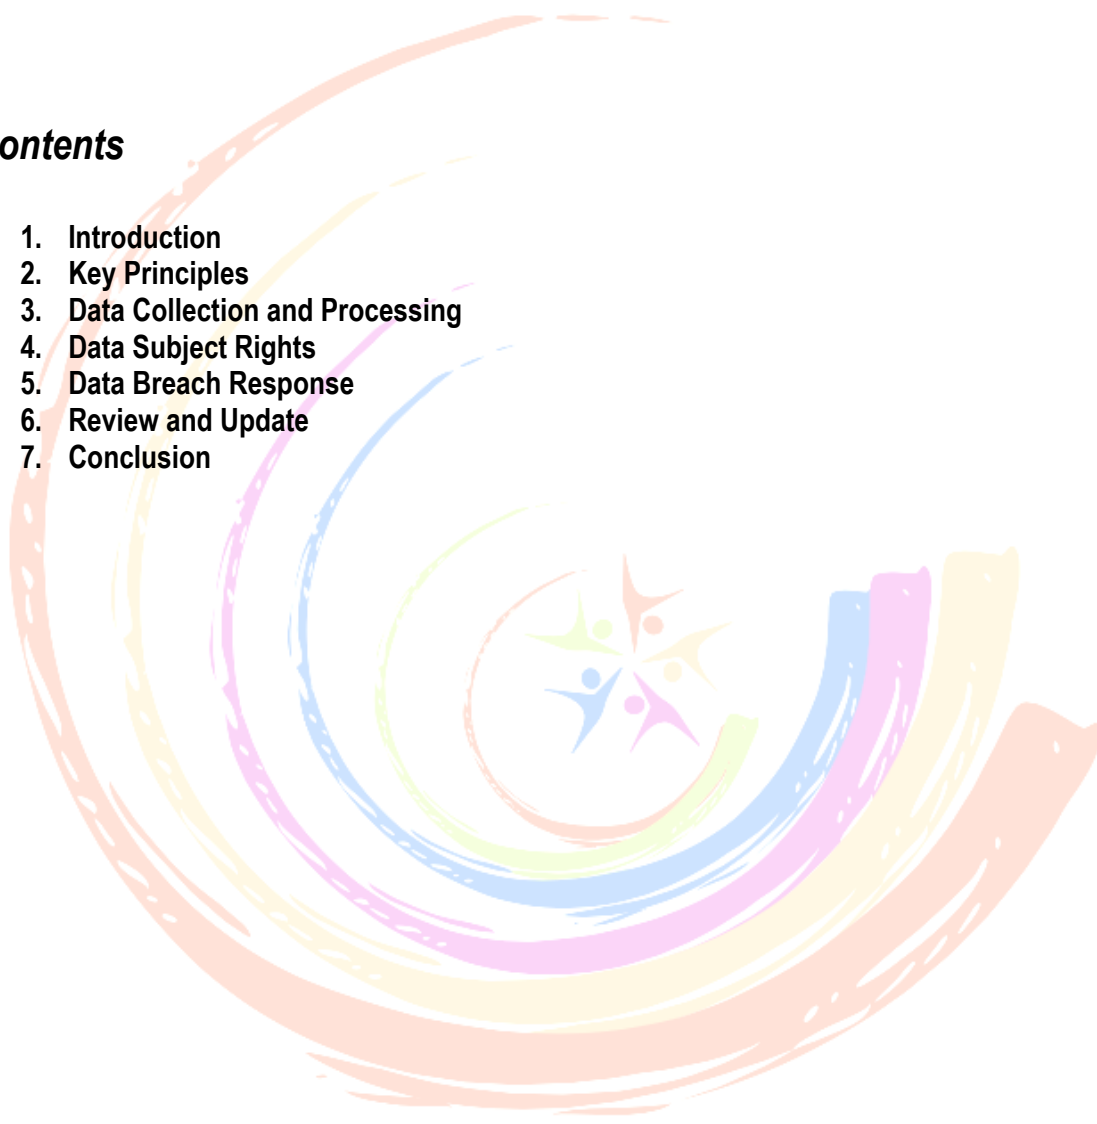 ontents
1. Introduction
2. Key Principles
3. Data Collection and Processing
4. Data Subject Rights
5. Data Breach Response
6. Review and Update
7. Conclusion